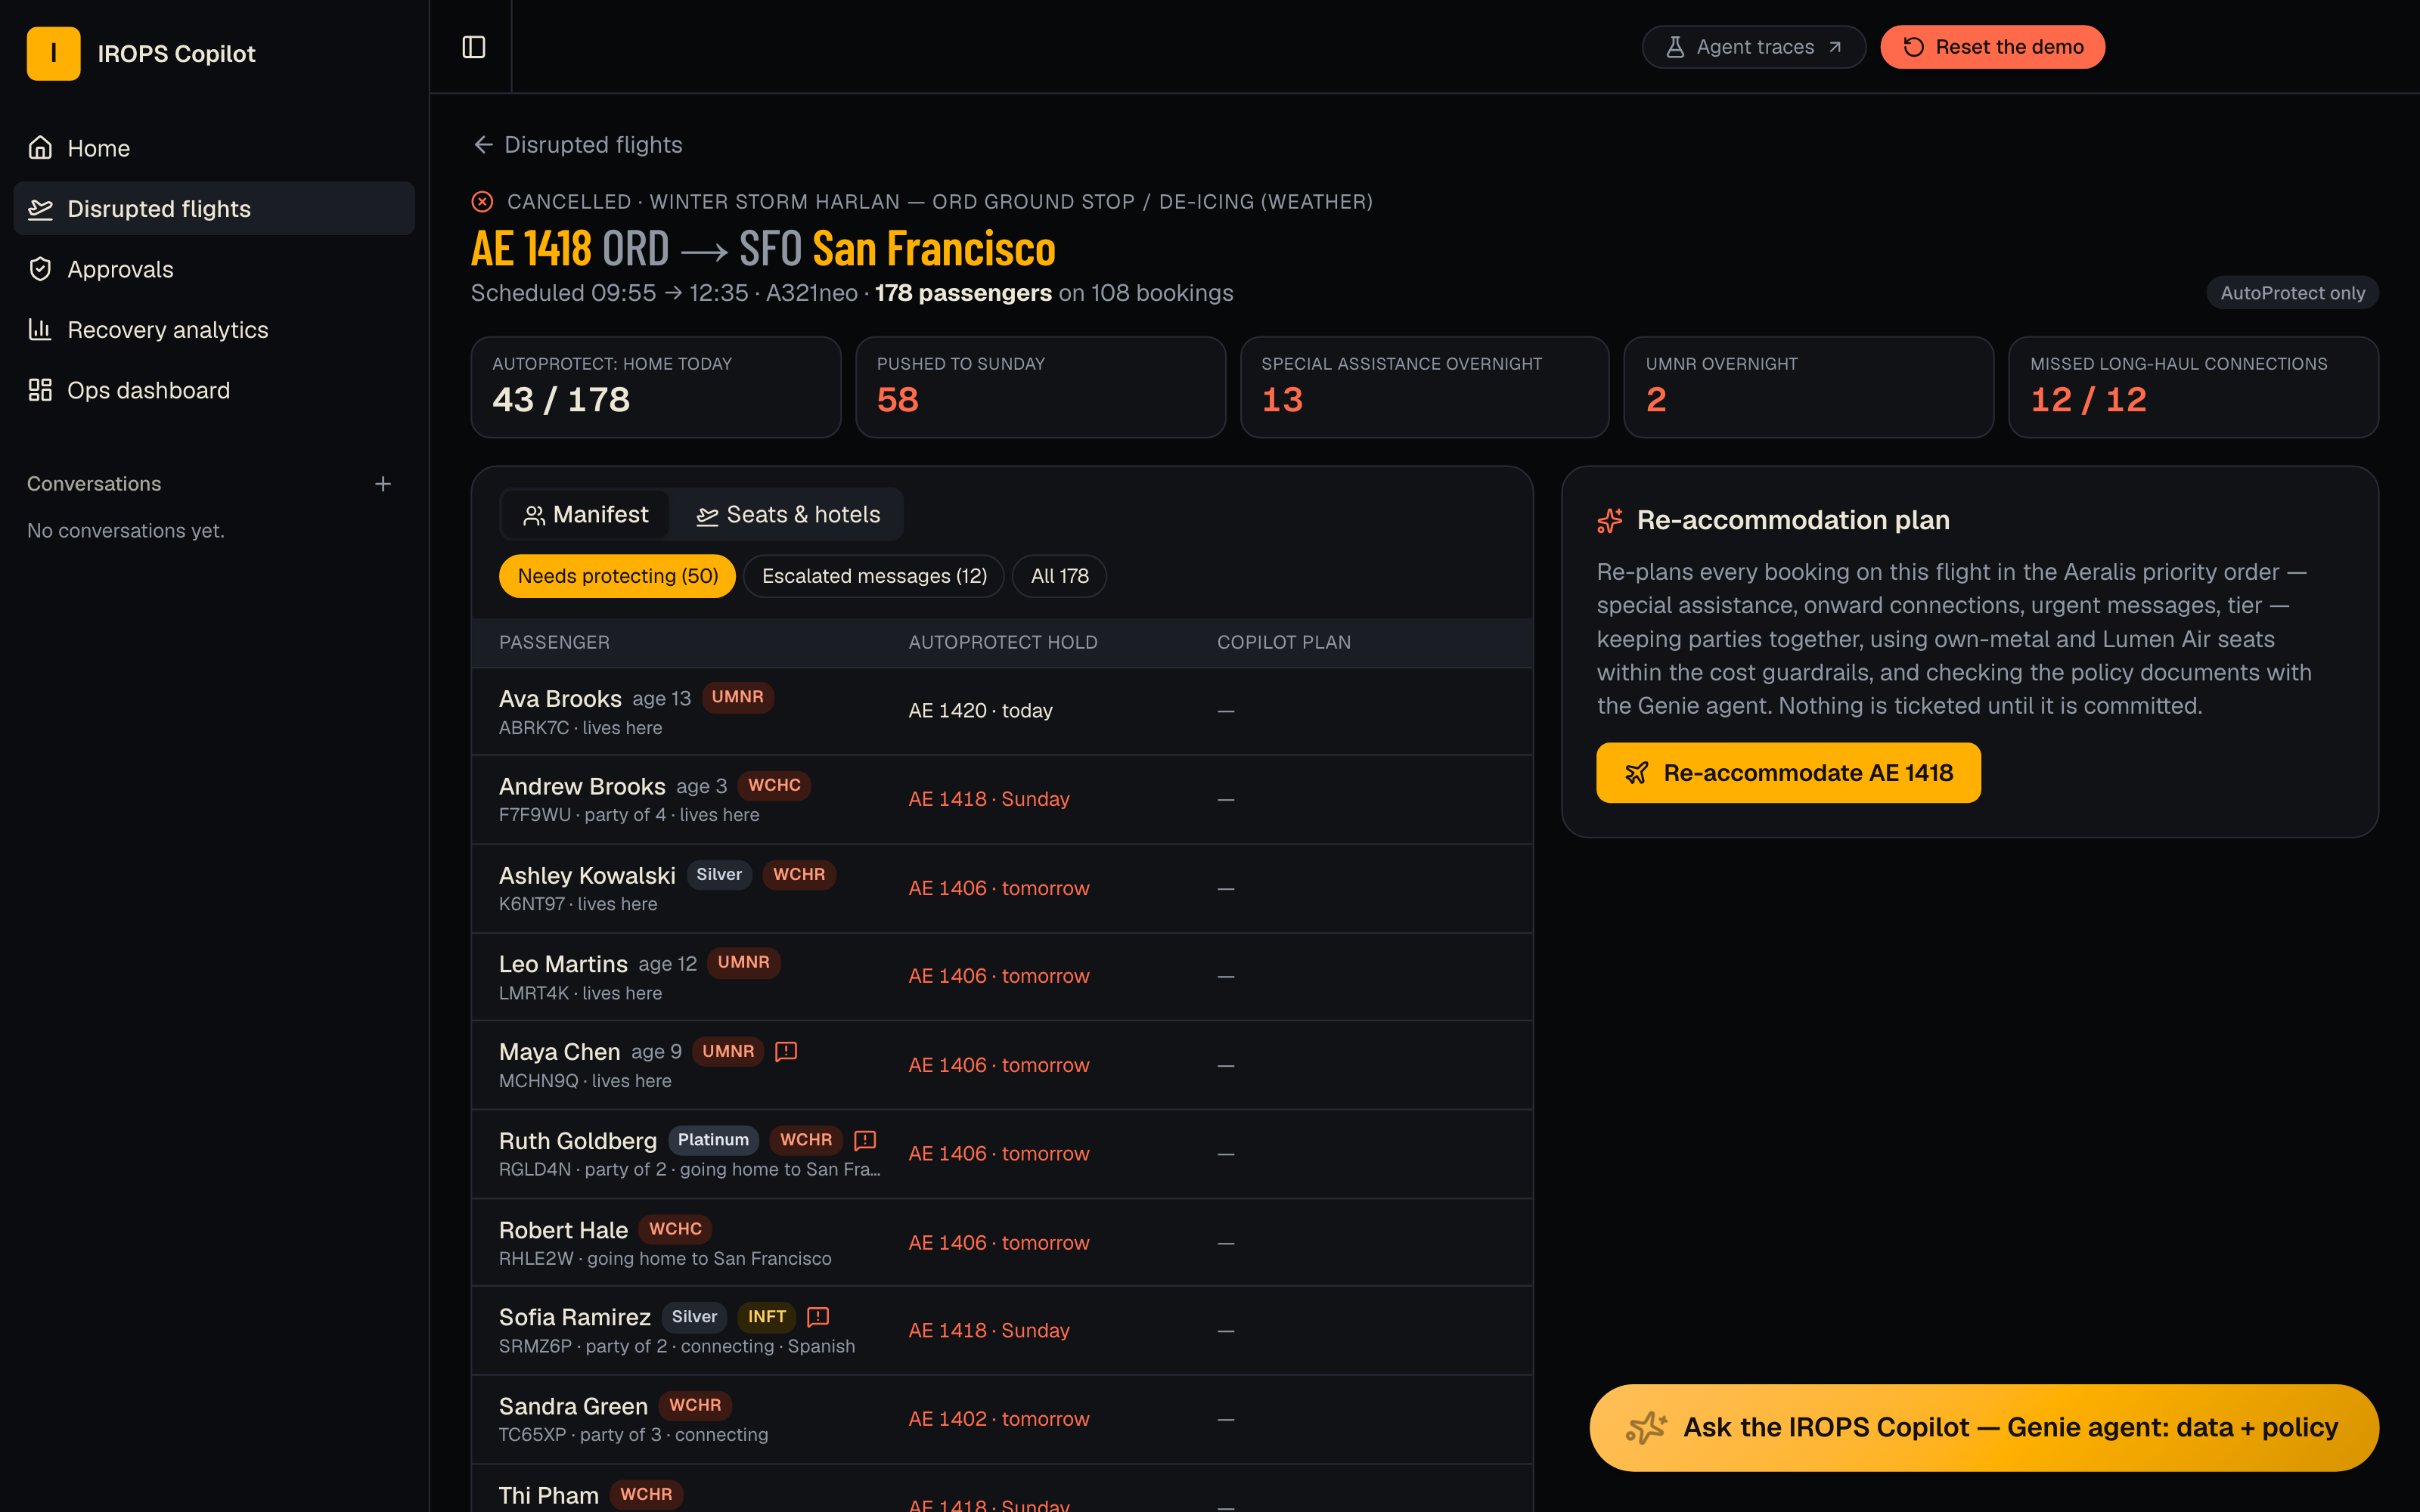 I IROPS Copilot
Home
Disrupted flights
Approvals
Recovery analytics
Ops dashboard
Conversations +
No conversations yet.
Agent traces
Reset the demo
Disrupted flights
CANCELLED · WINTER STORM HARLAN — ORD GROUND STOP / DE-ICING (WEATHER)
AE 1418 ORD → SFO San Francisco
Scheduled 09:55 → 12:35 · A321neo · 178 passengers on 108 bookings
AutoProtect only
AUTOPROTECT: HOME TODAY
43 / 178
PUSHED TO SUNDAY
58
SPECIAL ASSISTANCE OVERNIGHT
13
UMNR OVERNIGHT
2
MISSED LONG-HAUL CONNECTIONS
12 / 12
Manifest
Seats & hotels
Needs protecting (50)
Escalated messages (12)
All 178
PASSENGER AUTOPROTECT HOLD COPILOT PLAN
Ava Brooks age 13 UMNR
ABRK7C · lives here
AE 1420 · today
—
Andrew Brooks age 3 WCHC
F7F9WU · party of 4 · lives here
AE 1418 · Sunday
—
Ashley Kowalski Silver WCHR
K6NT97 · lives here
AE 1406 · tomorrow
—
Leo Martins age 12 UMNR
LMRT4K · lives here
AE 1406 · tomorrow
—
Maya Chen age 9 UMNR
MCHN9Q · lives here
AE 1406 · tomorrow
—
Ruth Goldberg Platinum WCHR
RGLD4N · party of 2 · going home to San Fra...
AE 1406 · tomorrow
—
Robert Hale WCHC
RHLE2W · going home to San Francisco
AE 1406 · tomorrow
—
Sofia Ramirez Silver INFT
SRMZ6P · party of 2 · connecting · Spanish
AE 1418 · Sunday
—
Sandra Green WCHR
TC65XP · party of 3 · connecting
AE 1402 · tomorrow
—
Thi Pham WCHR
AE 1418 · Sunday
—
Re-accommodation plan
Re-plans every booking on this flight in the Aeralis priority order —
special assistance, onward connections, urgent messages, tier —
keeping parties together, using own-metal and Lumen Air seats
within the cost guardrails, and checking the policy documents with
the Genie agent. Nothing is ticketed until it is committed.
Re-accommodate AE 1418
Ask the IROPS Copilot — Genie agent: data + policy